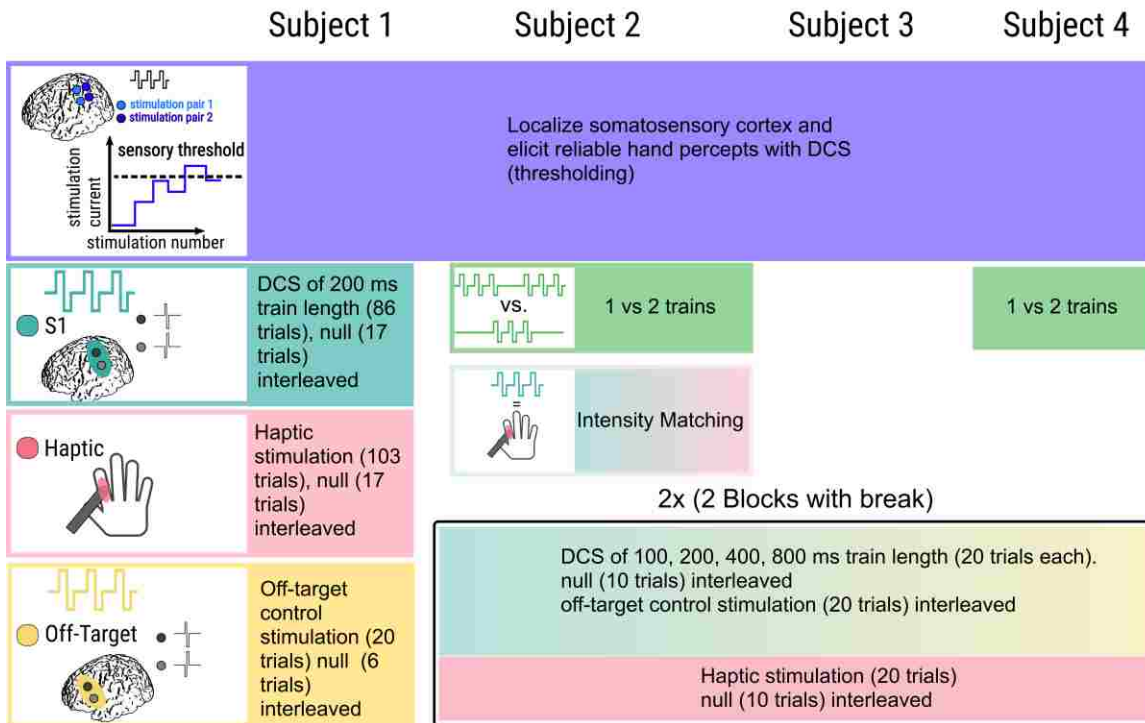 Subject 1
Subject 2
Subject 3
Subject 4
stimulation pair 1
stimulation pair 2
sensory threshold
stimulation
current
stimulation number
Localize somatosensory cortex and
elicit reliable hand percepts with DCS
(thresholding)
S1
DCS of 200 ms
train length (86
trials), null (17
trials)
interleaved
vs.
1 vs 2 trains
1 vs 2 trains
=
Intensity Matching
Haptic
Haptic
stimulation (103
trials), null (17
trials)
interleaved
2x (2 Blocks with break)
DCS of 100, 200, 400, 800 ms train length (20 trials each).
null (10 trials) interleaved
off-target control stimulation (20 trials) interleaved
Off-Target
Off-target
control
stimulation (20
trials) null (6
trials)
interleaved
Haptic stimulation (20 trials)
null (10 trials) interleaved